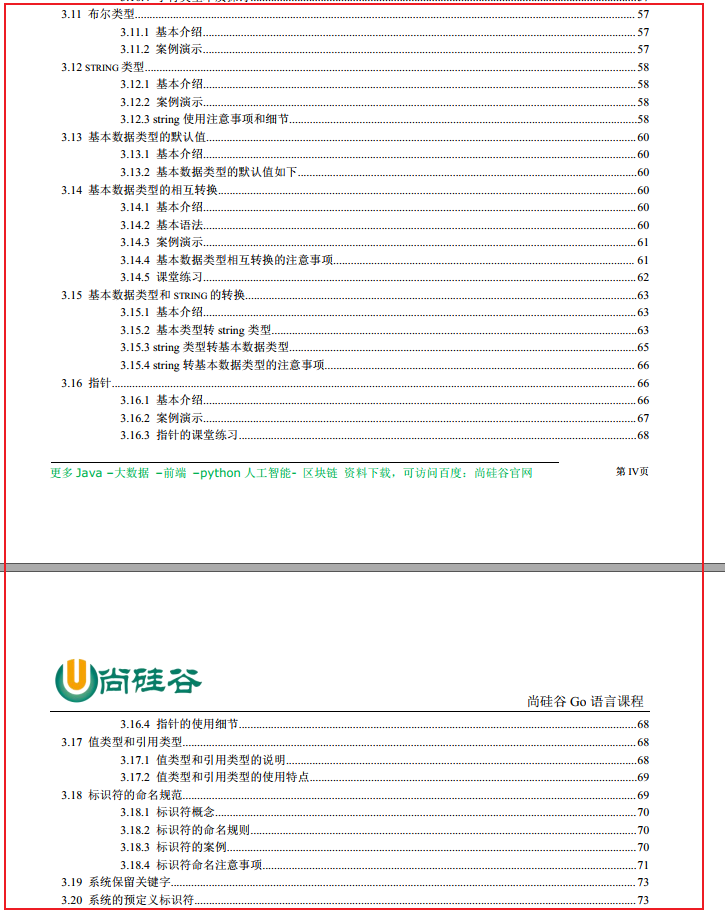 3.11 布尔类型........57
3.11.1 基本介绍........57
3.11.2 案例演示........57
3.12 STRING 类型........58
3.12.1 基本介绍........58
3.12.2 案例演示........58
3.12.3 string 使用注意事项和细节........58
3.13 基本数据类型的默认值........60
3.13.1 基本介绍........60
3.13.2 基本数据类型的默认值如下........60
3.14 基本数据类型的相互转换........60
3.14.1 基本介绍........60
3.14.2 基本语法........60
3.14.3 案例演示........61
3.14.4 基本数据类型相互转换的注意事项........61
3.14.5 课堂练习........62
3.15 基本数据类型和 STRING 的转换........63
3.15.1 基本介绍........63
3.15.2 基本类型转 string 类型........63
3.15.3 string 类型转基本数据类型........65
3.15.4 string 转基本数据类型的注意事项........66
3.16 指针........66
3.16.1 基本介绍........66
3.16.2 案例演示........67
3.16.3 指针的课堂练习........68
更多 Java –大数据 –前端 –python 人工智能- 区块链 资料下载，可访问百度：尚硅谷官网 第 IV页
尚硅谷
尚硅谷 Go 语言课程
3.16.4 指针的使用细节........68
3.17 值类型和引用类型........68
3.17.1 值类型和引用类型的说明........68
3.17.2 值类型和引用类型的使用特点........69
3.18 标识符的命名规范........69
3.18.1 标识符概念........70
3.18.2 标识符的命名规则........70
3.18.3 标识符的案例........70
3.18.4 标识符命名注意事项........71
3.19 系统保留关键字........73
3.20 系统的预定义标识符........73